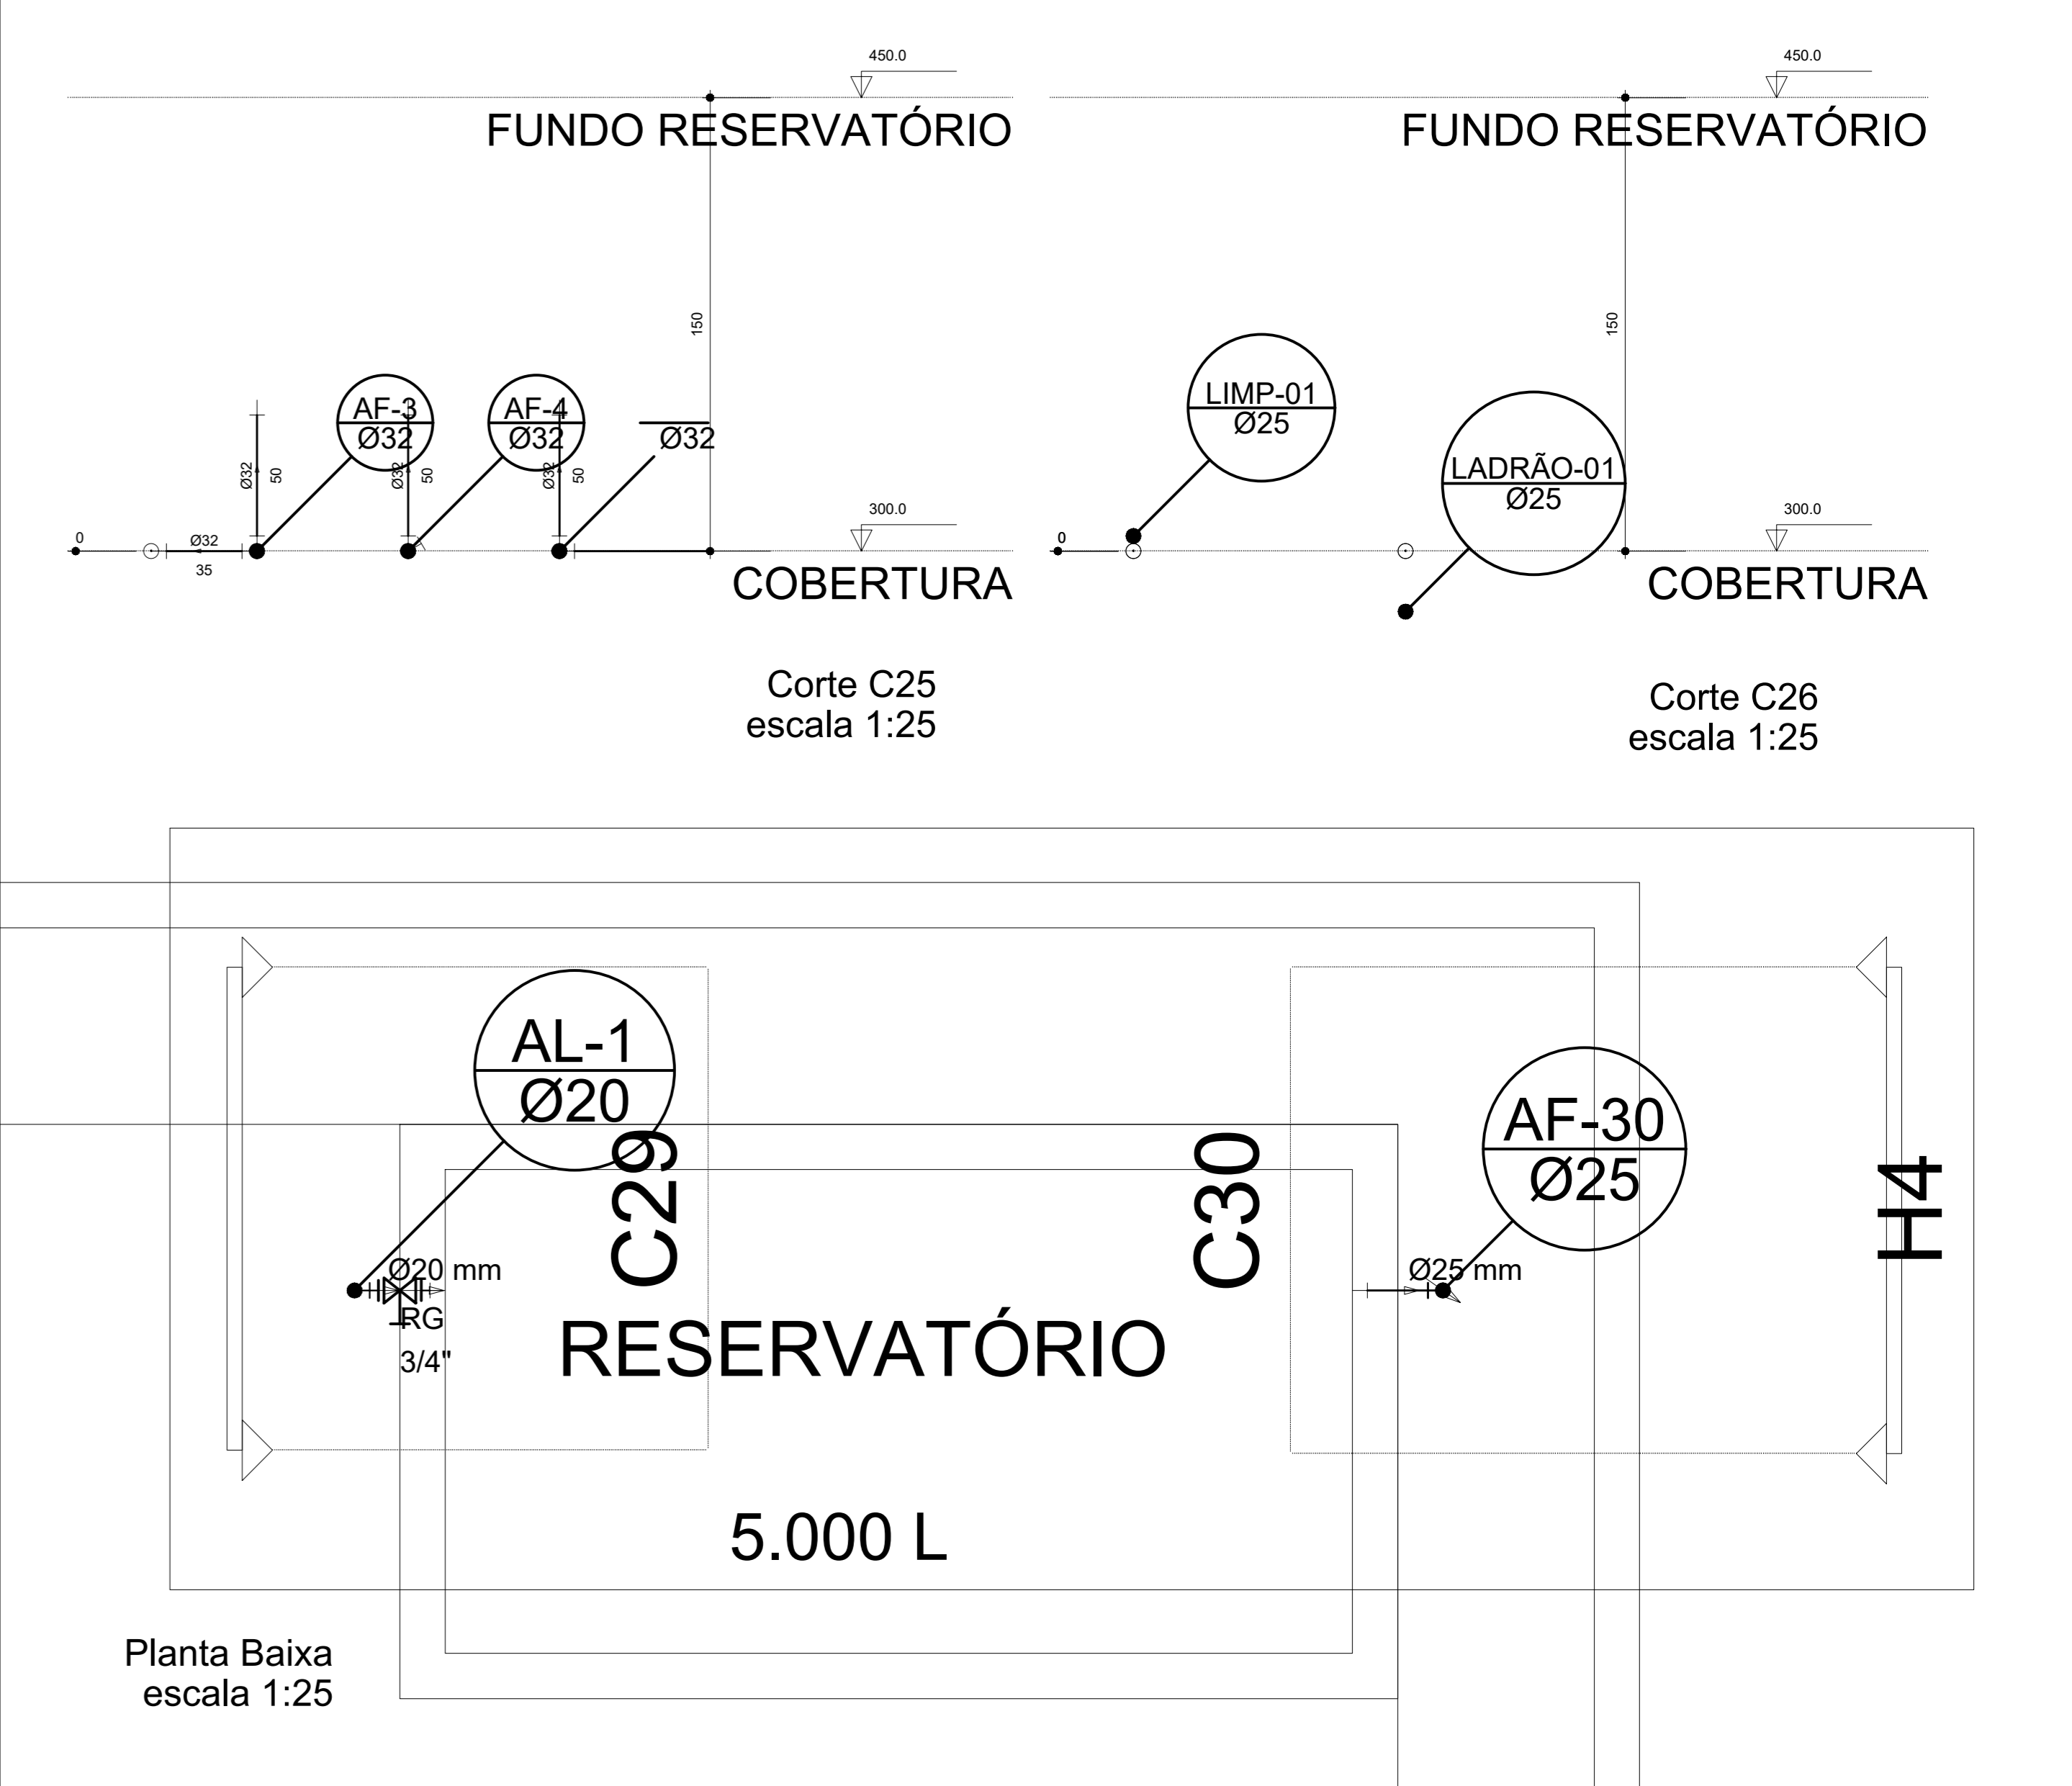 450.0
FUNDO RESERVATÓRIO
150
AF-3
Ø32
AF-4
Ø32
Ø32
Ø32
50
Ø32
50
Ø32
50
0
Ø32
35
300.0
COBERTURA
Corte C25
escala 1:25
450.0
FUNDO RESERVATÓRIO
150
LIMP-01
Ø25
LADRÃO-01
Ø25
0
300.0
COBERTURA
Corte C26
escala 1:25
AL-1
Ø20
C29
C30
AF-30
Ø25
H4
Ø20 mm
RG
3/4"
Ø25 mm
RESERVATÓRIO
5.000 L
Planta Baixa
escala 1:25